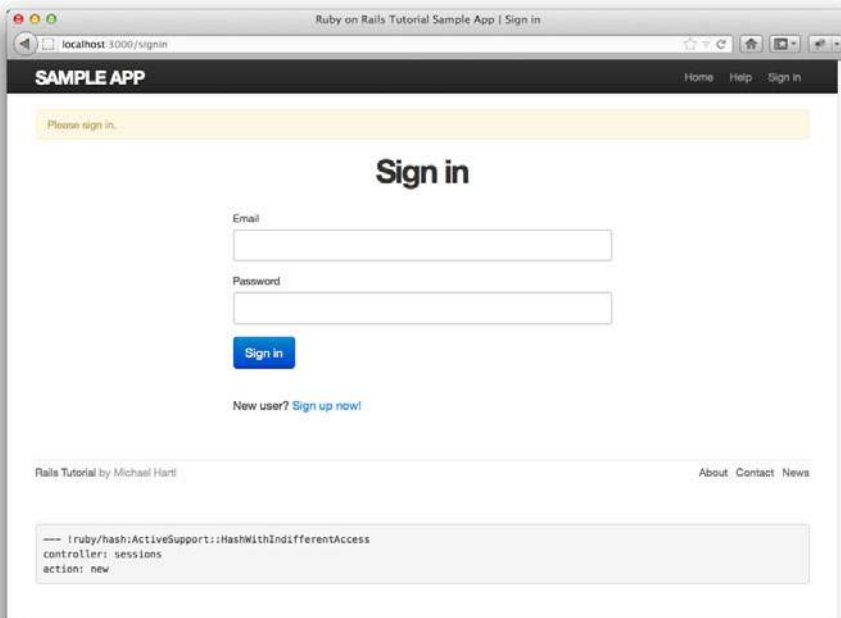 Ruby on Rails Tutorial Sample App | Sign in
localhost:3000/signin
SAMPLE APP
Home Help Sign in
Please sign in.
Sign in
Email
Password
Sign in
New user? Sign up now!
Rails Tutorial by Michael Hartl
About Contact News
--- !ruby/hash:ActiveSupport::HashWithIndifferentAccess
controller: sessions
action: new